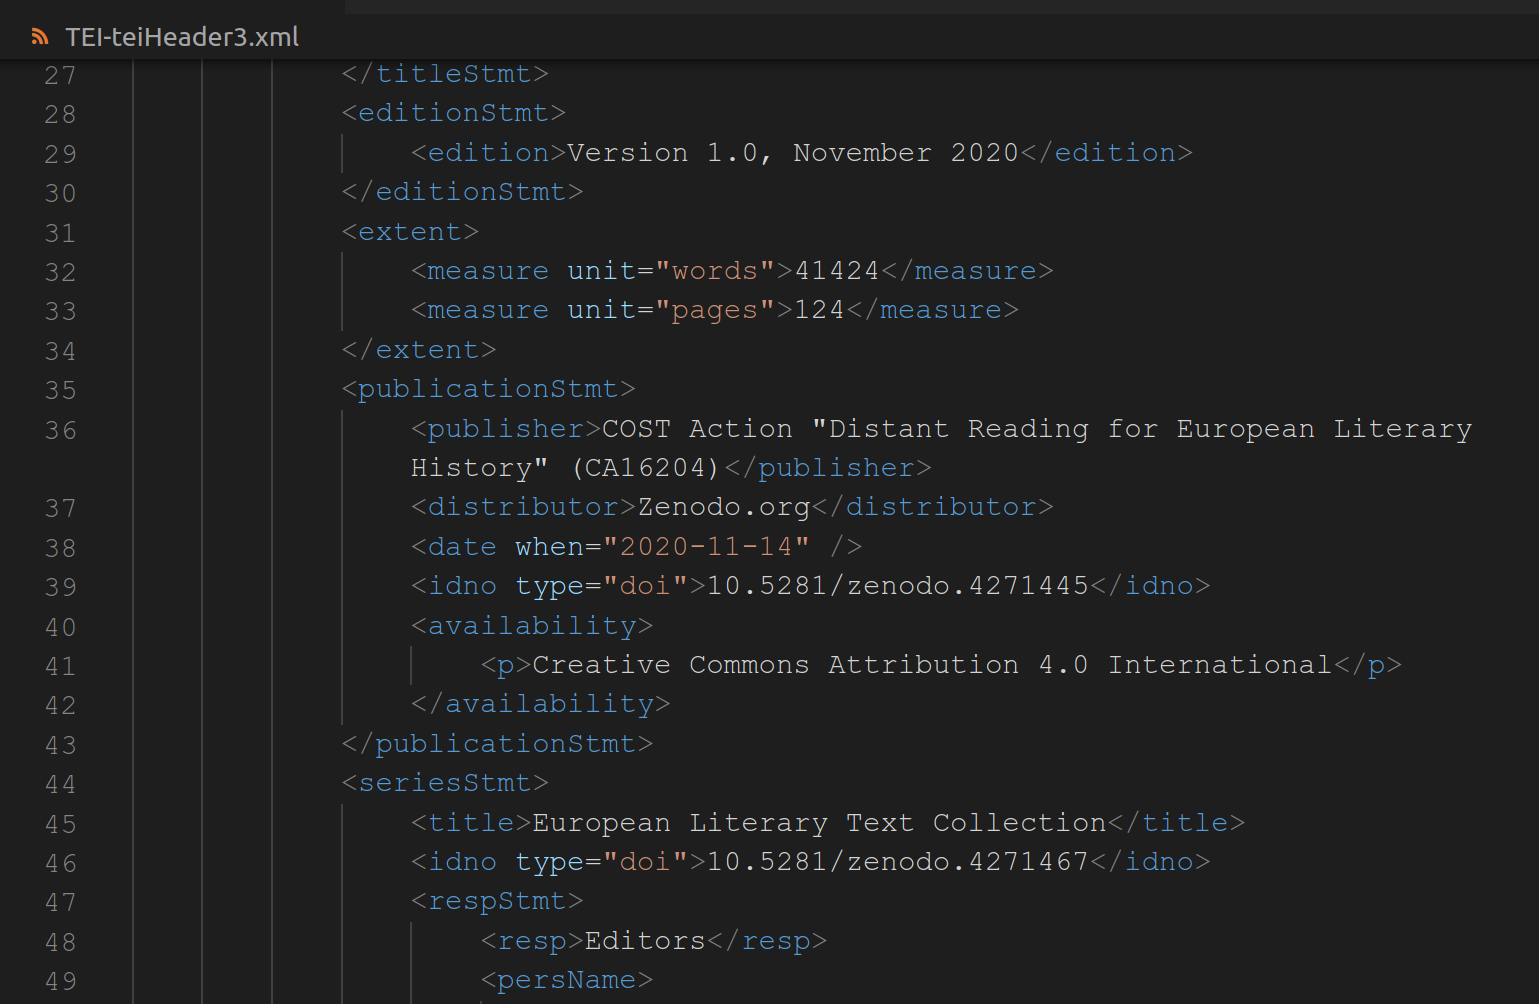 TEI-teiHeader3.xml
27 </titleStmt>
28 <editionStmt>
29 <edition>Version 1.0, November 2020</edition>
30 </editionStmt>
31 <extent>
32 <measure unit="words">41424</measure>
33 <measure unit="pages">124</measure>
34 </extent>
35 <publicationStmt>
36 <publisher>COST Action "Distant Reading for European Literary
History" (CA16204)</publisher>
37 <distributor>Zenodo.org</distributor>
38 <date when="2020-11-14" />
39 <idno type="doi">10.5281/zenodo.4271445</idno>
40 <availability>
41 <p>Creative Commons Attribution 4.0 International</p>
42 </availability>
43 </publicationStmt>
44 <seriesStmt>
45 <title>European Literary Text Collection</title>
46 <idno type="doi">10.5281/zenodo.4271467</idno>
47 <respStmt>
48 <resp>Editors</resp>
49 <persName>